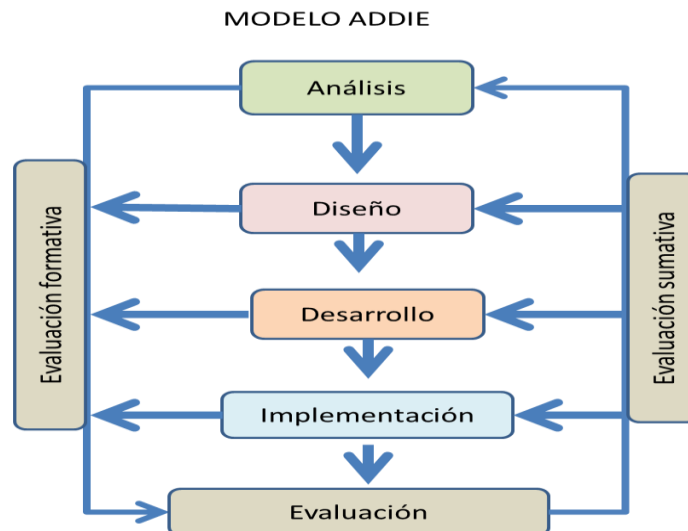 MODELO ADDIE
Análisis
Diseño
Desarrollo
Implementación
Evaluación
Evaluación formativa
Evaluación sumativa